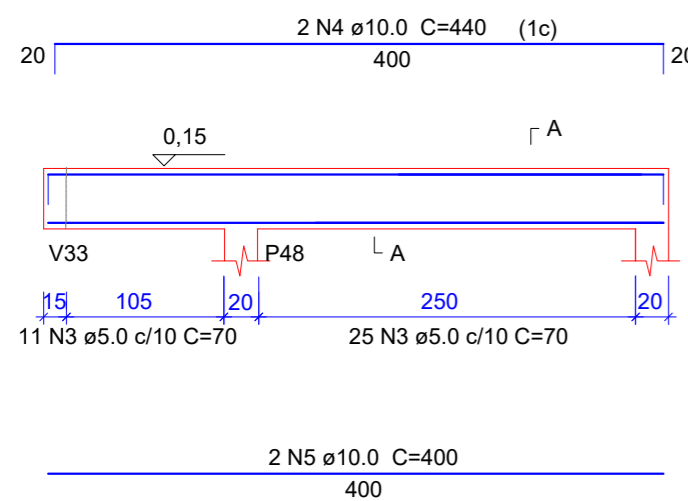 2 N4 ø10.0 C=440 (1c)
20 400 20
0,15
A
V33 P48 A
15 105 20 250 20
11 N3 ø5.0 c/10 C=70 25 N3 ø5.0 c/10 C=70
2 N5 ø10.0 C=400
400